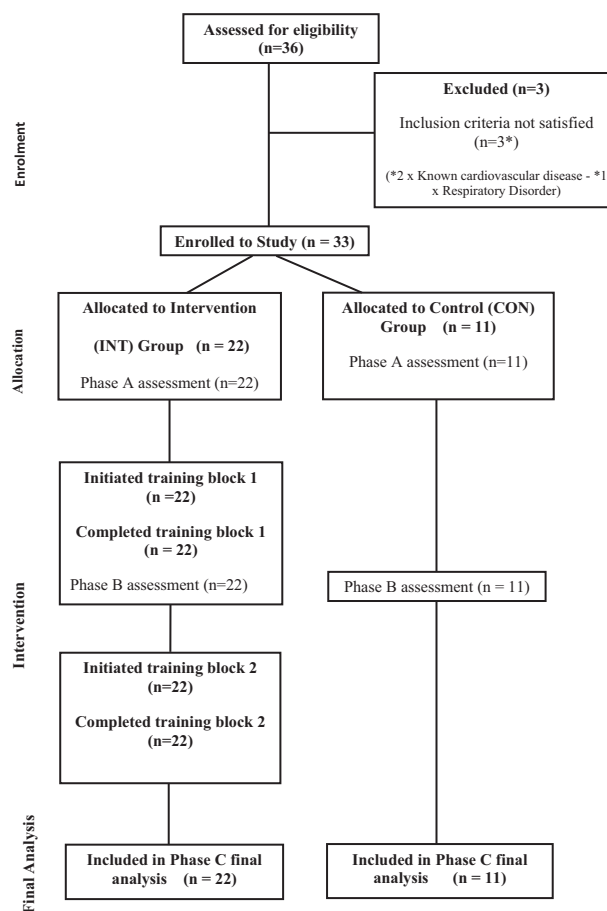 Assessed for eligibility
(n=36)
Excluded (n=3)
Inclusion criteria not satisfied
(n=3*)
(*2 x Known cardiovascular disease - *1
x Respiratory Disorder)
Enrolment
Enrolled to Study (n = 33)
Allocation
Allocated to Intervention
(INT) Group (n = 22)
Phase A assessment (n=22)
Allocated to Control (CON)
Group (n = 11)
Phase A assessment (n=11)
Intervention
Initiated training block 1
(n =22)
Completed training block 1
(n = 22)
Phase B assessment (n=22)
Phase B assessment (n = 11)
Initiated training block 2
(n=22)
Completed training block 2
(n=22)
Final Analysis
Included in Phase C final
analysis (n = 22)
Included in Phase C final
analysis (n = 11)